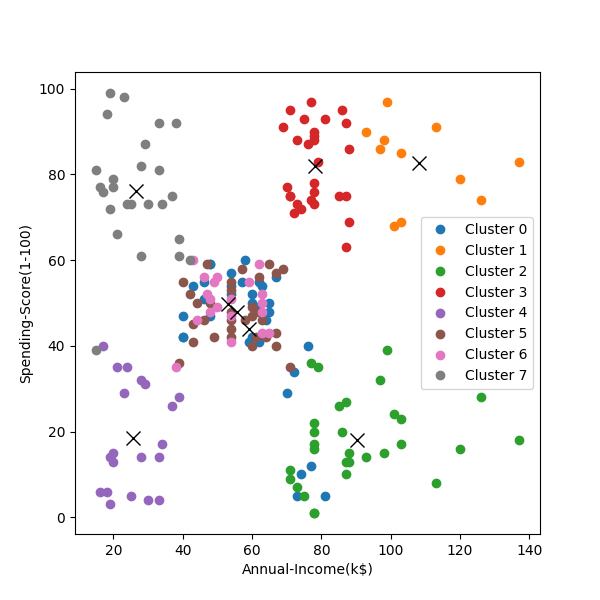 100
80
60
40
20
0
Spending-Score(1-100)
Cluster 0
Cluster 1
Cluster 2
Cluster 3
Cluster 4
Cluster 5
Cluster 6
Cluster 7
20
40
60
80
100
120
140
Annual-Income(k$)